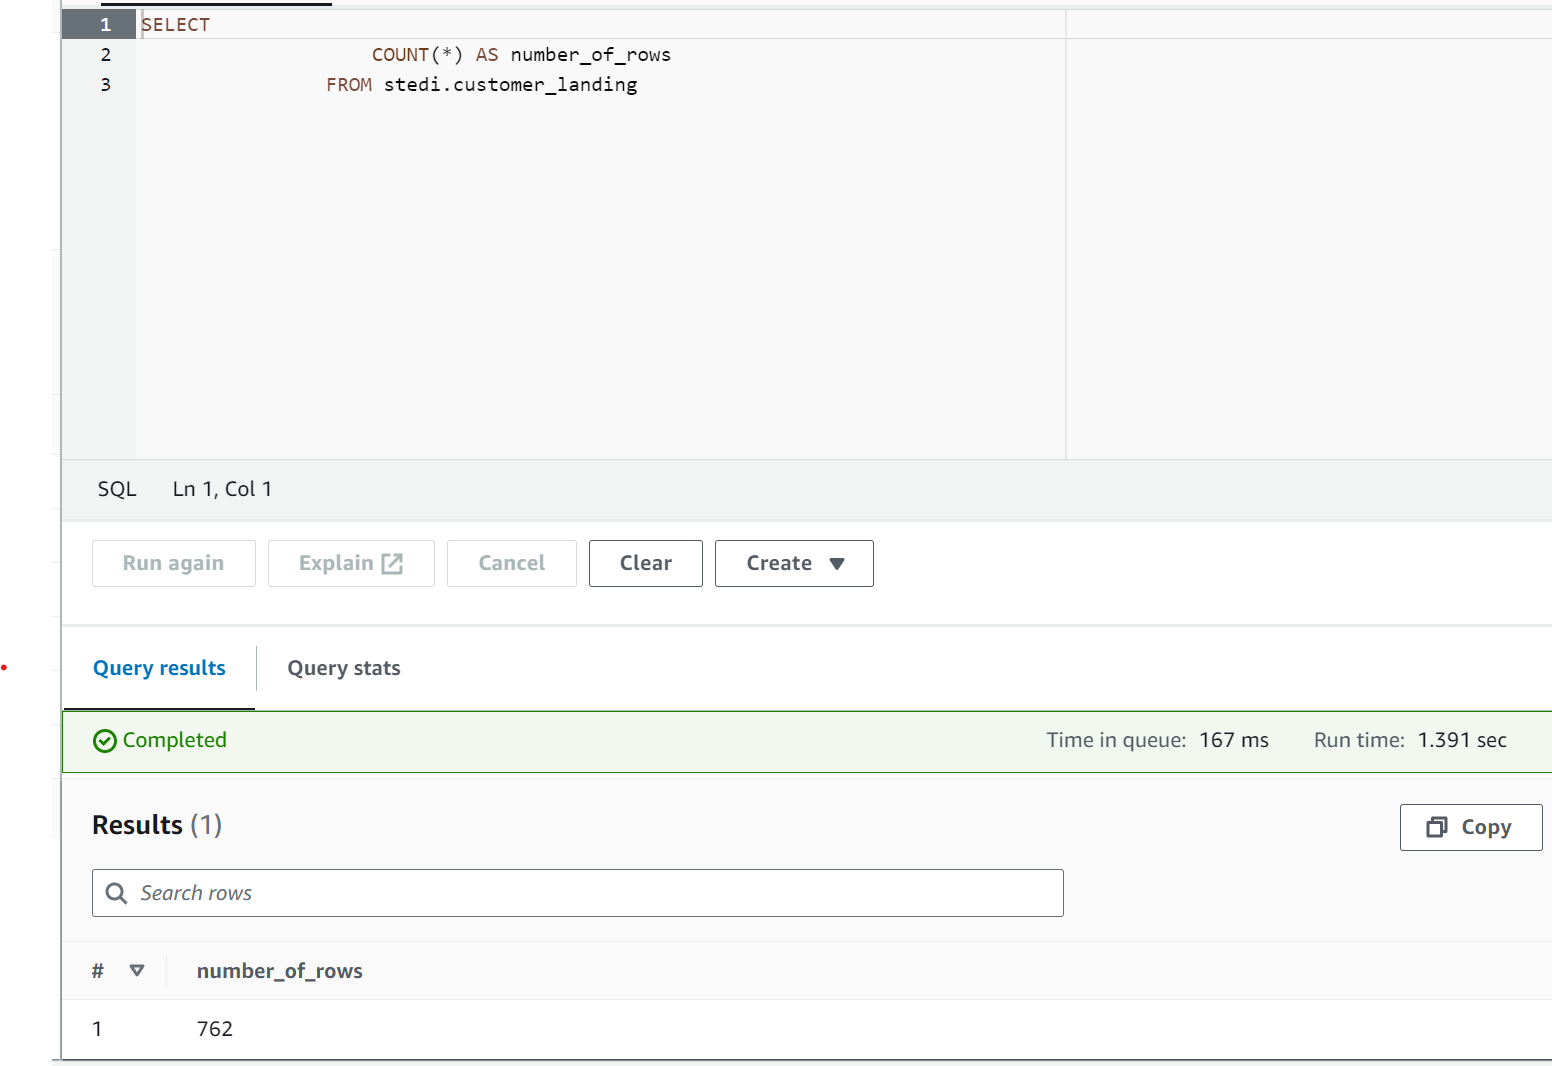 1 SELECT
2 COUNT(*) AS number_of_rows
3 FROM stedi.customer_landing
SQL Ln 1, Col 1
Run again Explain Cancel Clear Create
Query results Query stats
Completed Time in queue: 167 ms Run time: 1.391 sec
Results (1) Copy
Search rows
# number_of_rows
1 762